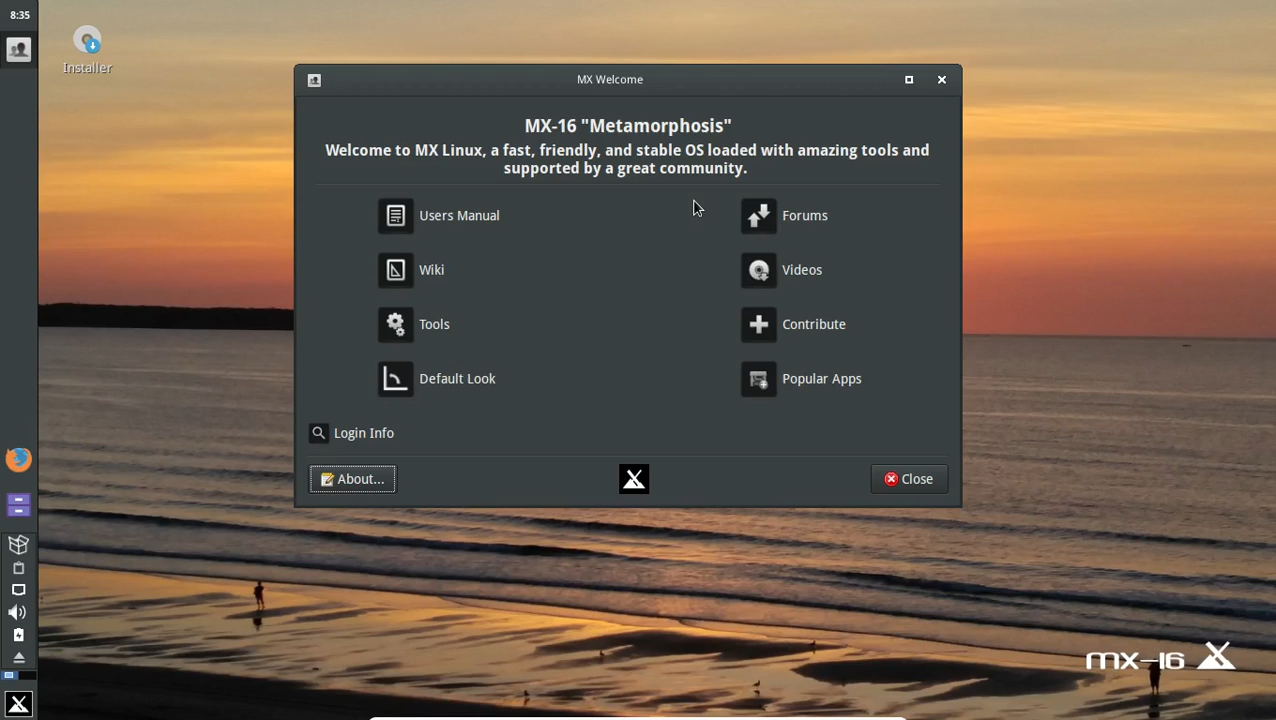 8:35
Installer
MX Welcome
MX-16 "Metamorphosis"
Welcome to MX Linux, a fast, friendly, and stable OS loaded with amazing tools and
supported by a great community.
Users Manual
Forums
Wiki
Videos
Tools
Contribute
Default Look
Popular Apps
Login Info
About...
Close
mx-16